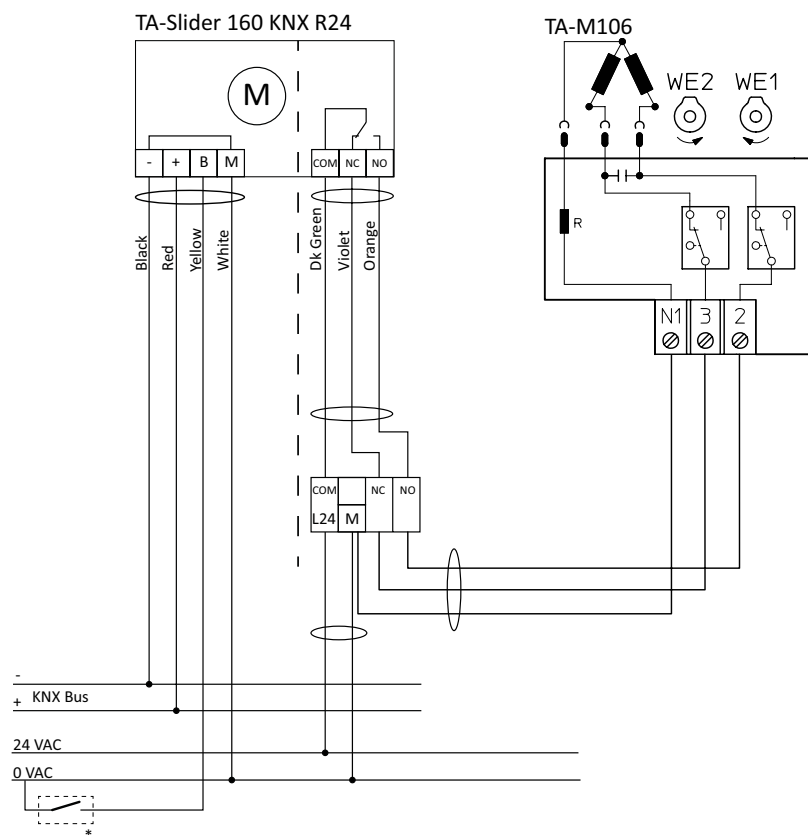 TA-Slider 160 KNX R24
TA-M106
WE2 WE1
M
- + B M COM NC NO
Black
Red
Yellow
White
Dk Green
Violet
Orange
R
N1 3 2
COM NC NO
L24 M
-
+ KNX Bus
24 VAC
0 VAC
*